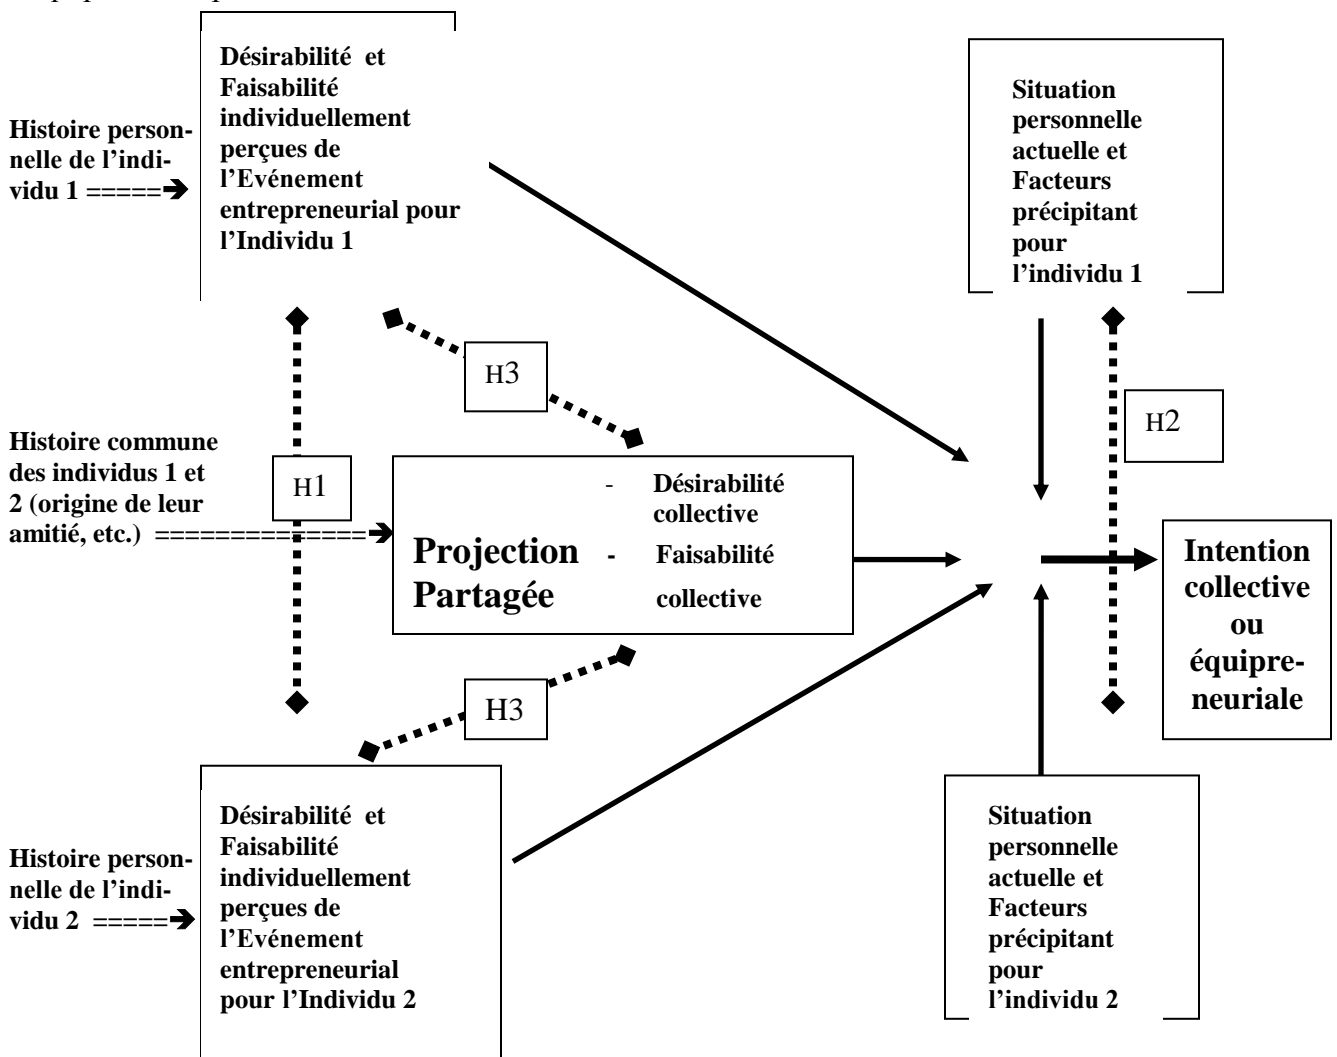 Désirabilité et
Faisabilité
individuellement
perçues de
l’Evénement
entrepreneurial pour
l’Individu 1
Situation
personnelle
actuelle et
Facteurs
précipitant
pour
l’individu 1
Histoire person-
nelle de l’indi-
vidu 1 =====➔
H3
H2
Histoire commune
des individus 1 et
2 (origine de leur
amitié, etc.) ===============➔
H1
- Désirabilité
collective
Projection - Faisabilité
Partagée collective
Intention
collective
ou
équipre-
neuriale
H3
Désirabilité et
Faisabilité
individuellement
perçues de
l’Evénement
entrepreneurial
pour l’Individu 2
Situation
personnelle
actuelle et
Facteurs
précipitant
pour
l’individu 2
Histoire person-
nelle de l’indi-
vidu 2 =====➔